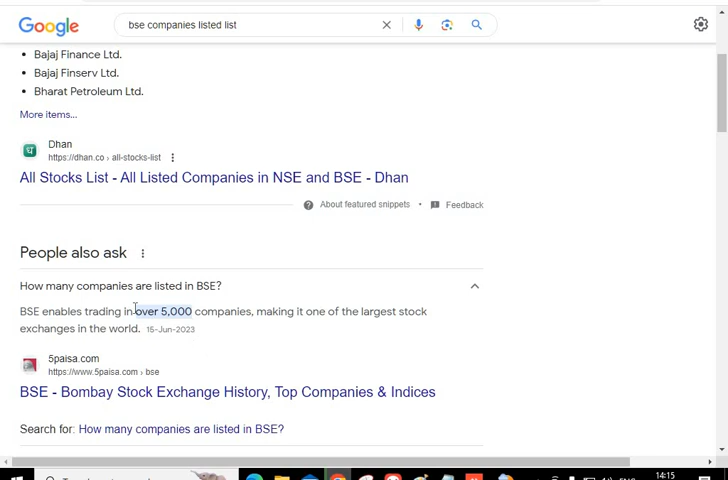 Google
bse companies listed list
Bajaj Finance Ltd.
Bajaj Finserv Ltd.
Bharat Petroleum Ltd.
More items...
Dhan
https://dhan.co › all-stocks-list
All Stocks List - All Listed Companies in NSE and BSE - Dhan
About featured snippets • Feedback
People also ask
How many companies are listed in BSE?
BSE enables trading in over 5,000 companies, making it one of the largest stock
exchanges in the world. 15-Jun-2023
5paisa.com
https://www.5paisa.com › bse
BSE - Bombay Stock Exchange History, Top Companies & Indices
Search for: How many companies are listed in BSE?
14:15